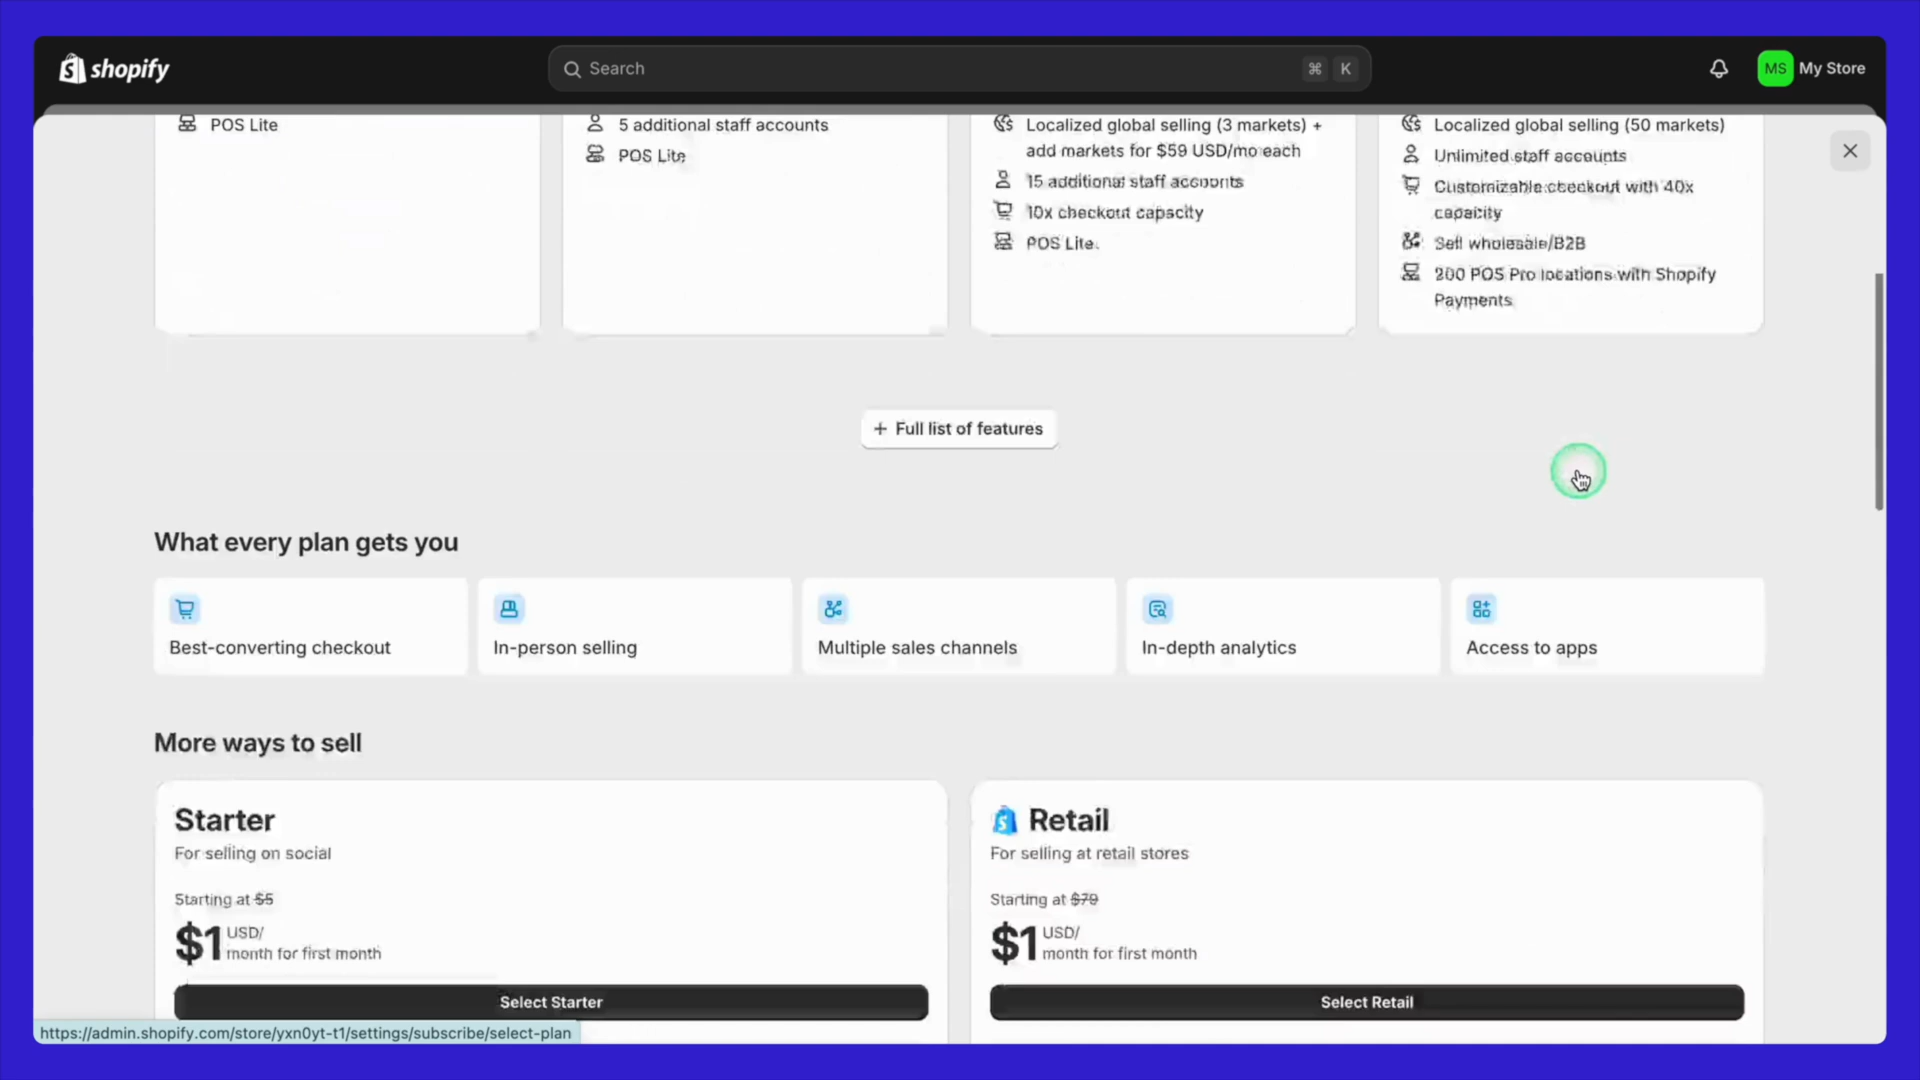 shopify
Search
⌘ K
MS My Store
POS Lite
5 additional staff accounts
POS Lite
Localized global selling (3 markets) +
add markets for $59 USD/mo each
15 additional staff accounts
10x checkout capacity
POS Lite
Localized global selling (50 markets)
Unlimited staff accounts
Customizable checkout with 40x
capacity
Sell wholesale/B2B
200 POS Pro locations with Shopify
Payments
+ Full list of features
What every plan gets you
Best-converting checkout
In-person selling
Multiple sales channels
In-depth analytics
Access to apps
More ways to sell
Starter
For selling on social
Starting at $5
$1 USD/
month for first month
Select Starter
Retail
For selling at retail stores
Starting at $79
$1 USD/
month for first month
Select Retail
https://admin.shopify.com/store/yxn0yt-t1/settings/subscribe/select-plan